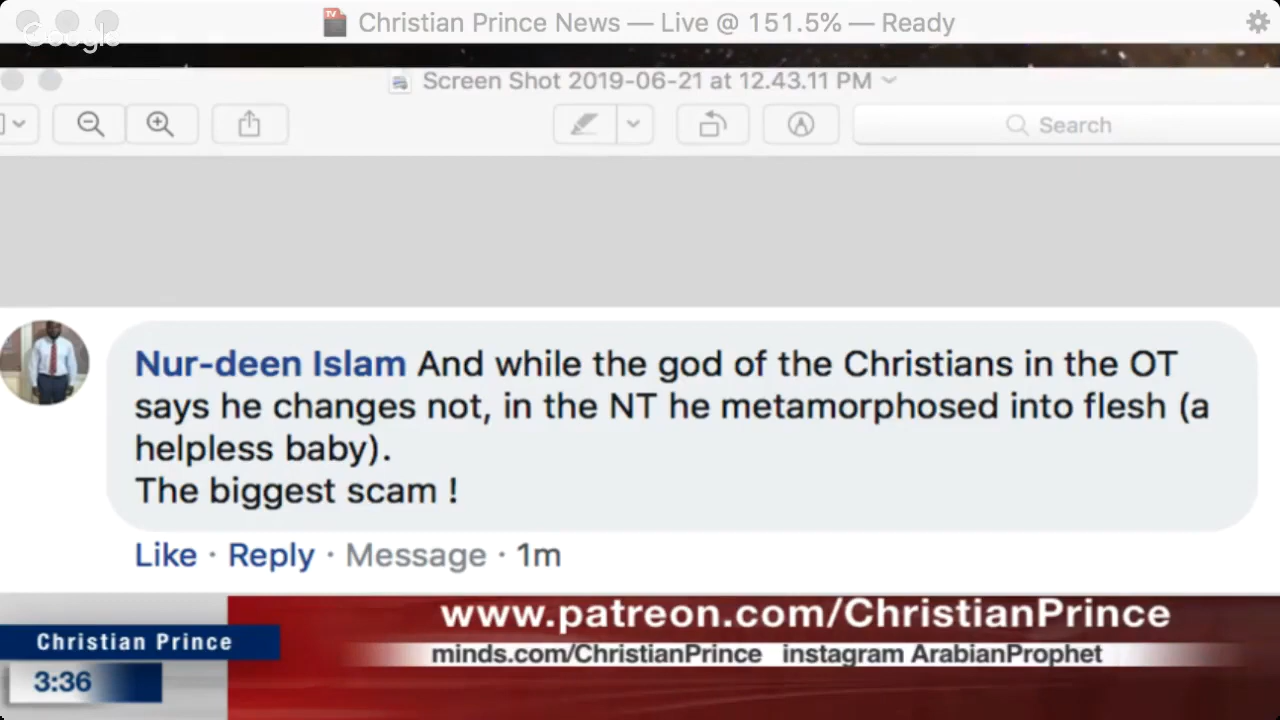 Google
TV
Christian Prince News — Live @ 151.5% — Ready
Screen Shot 2019-06-21 at 12.43.11 PM
Search
Nur-deen Islam And while the god of the Christians in the OT
says he changes not, in the NT he metamorphosed into flesh (a
helpless baby).
The biggest scam !
Like · Reply · Message · 1m
www.patreon.com/ChristianPrince
minds.com/ChristianPrince instagram ArabianProphet
Christian Prince
3:36